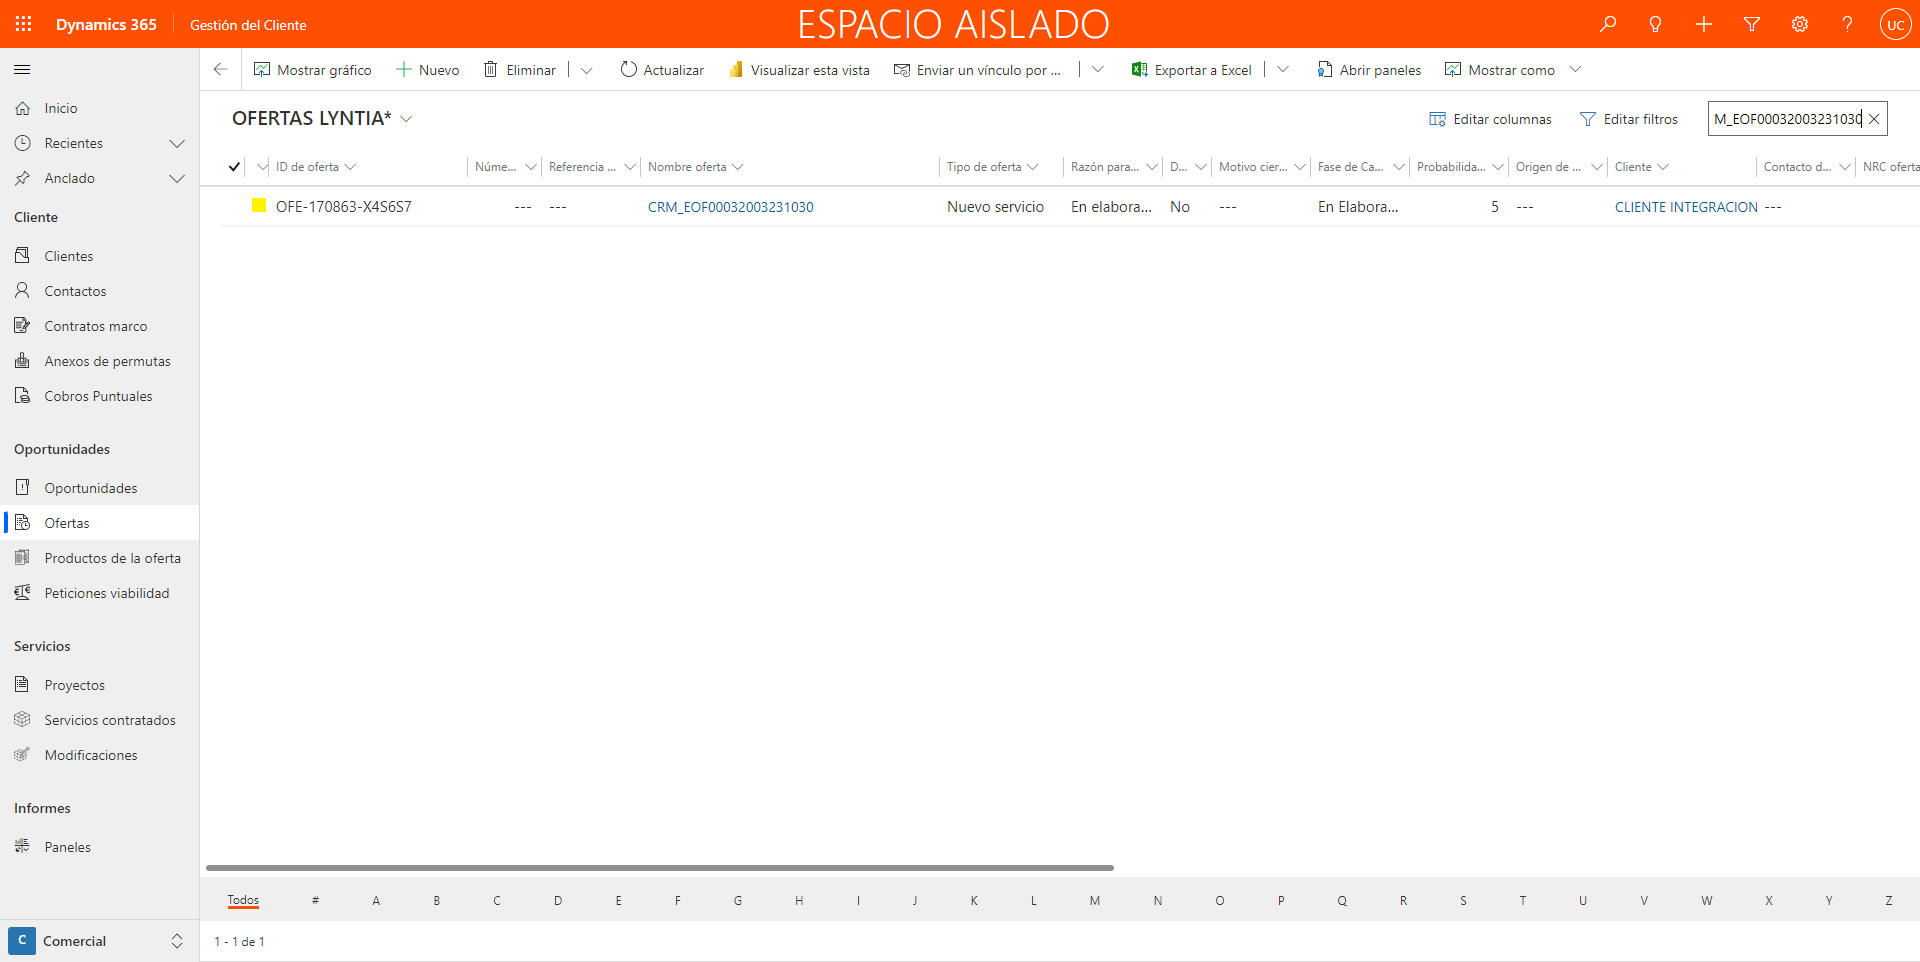 Dynamics 365
Gestión del Cliente
ESPACIO AISLADO
UC
Mostrar gráfico
Nuevo
Eliminar
Actualizar
Visualizar esta vista
Enviar un vínculo por ...
Exportar a Excel
Abrir paneles
Mostrar como
Inicio
Recientes
Anclado
Cliente
Clientes
Contactos
Contratos marco
Anexos de permutas
Cobros Puntuales
Oportunidades
Oportunidades
Ofertas
Productos de la oferta
Peticiones viabilidad
Servicios
Proyectos
Servicios contratados
Modificaciones
Informes
Paneles
C Comercial
OFERTAS LYNTIA*
Editar columnas
Editar filtros
M_EOF00032003231030
ID de oferta
Núme...
Referencia ...
Nombre oferta
Tipo de oferta
Razón para...
D...
Motivo cier...
Fase de Ca...
Probabilida...
Origen de ...
Cliente
Contacto d...
NRC oferta
OFE-170863-X4S6S7
---
---
CRM_EOF00032003231030
Nuevo servicio
En elabora...
No
---
En Elabora...
5
---
CLIENTE INTEGRACION
---
Todos # A B C D E F G H I J K L M N O P Q R S T U V W X Y Z
1 - 1 de 1